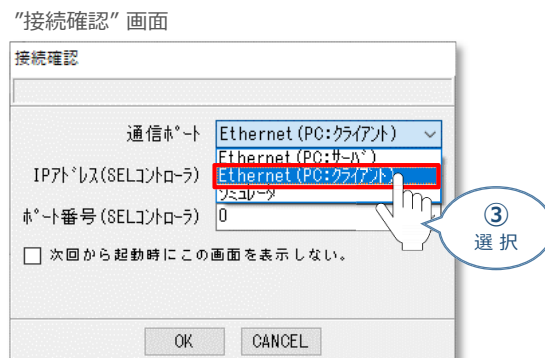 ”接続確認” 画面
接続確認
通信ﾎﾟｰﾄ
Ethernet(PC:ｸﾗｲｱﾝﾄ)
Ethernet(PC:ｻｰﾊﾞ)
IPｱﾄﾞﾚｽ(SELｺﾝﾄﾛｰﾗ)
Ethernet(PC:ｸﾗｲｱﾝﾄ)
ｼﾐｭﾚｰﾀ
ﾎﾟｰﾄ番号(SELｺﾝﾄﾛｰﾗ)
0
③
選 択
次回から起動時にこの画面を表示しない。
OK
CANCEL